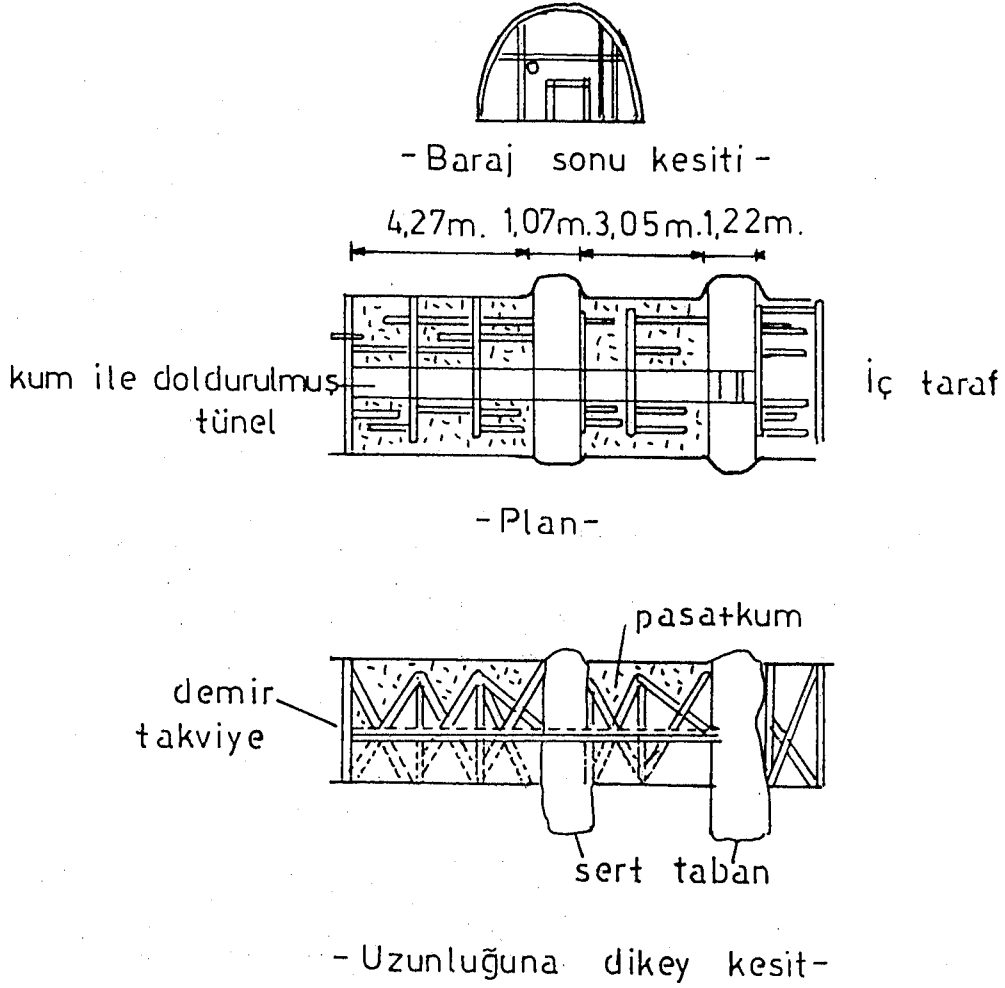 -Baraj sonu kesiti-
4,27m. 1,07m. 3,05m. 1,22m.
kum ile doldurulmuş
tünel
İç taraf
-Plan-
pasa+kum
demir
takviye
sert taban
-Uzunluğuna dikey kesit-